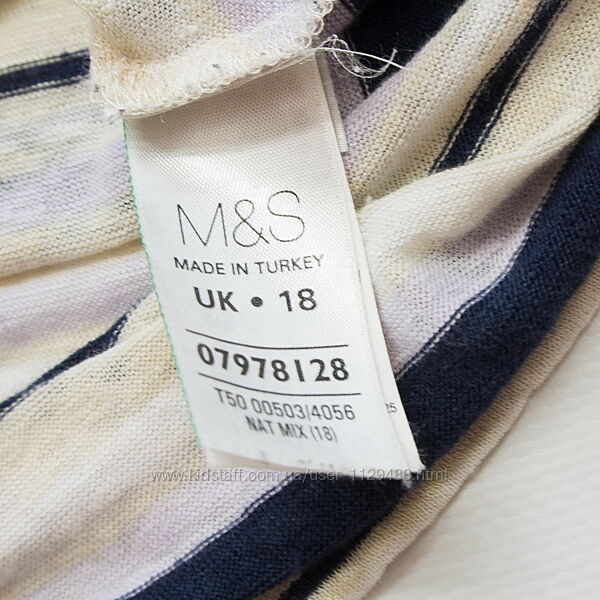 M&S
MADE IN TURKEY
UK • 18
07978128
T50 00503/4056
NAT MIX (18)
25
www.kidstaff.com.ua/user-1129488.html